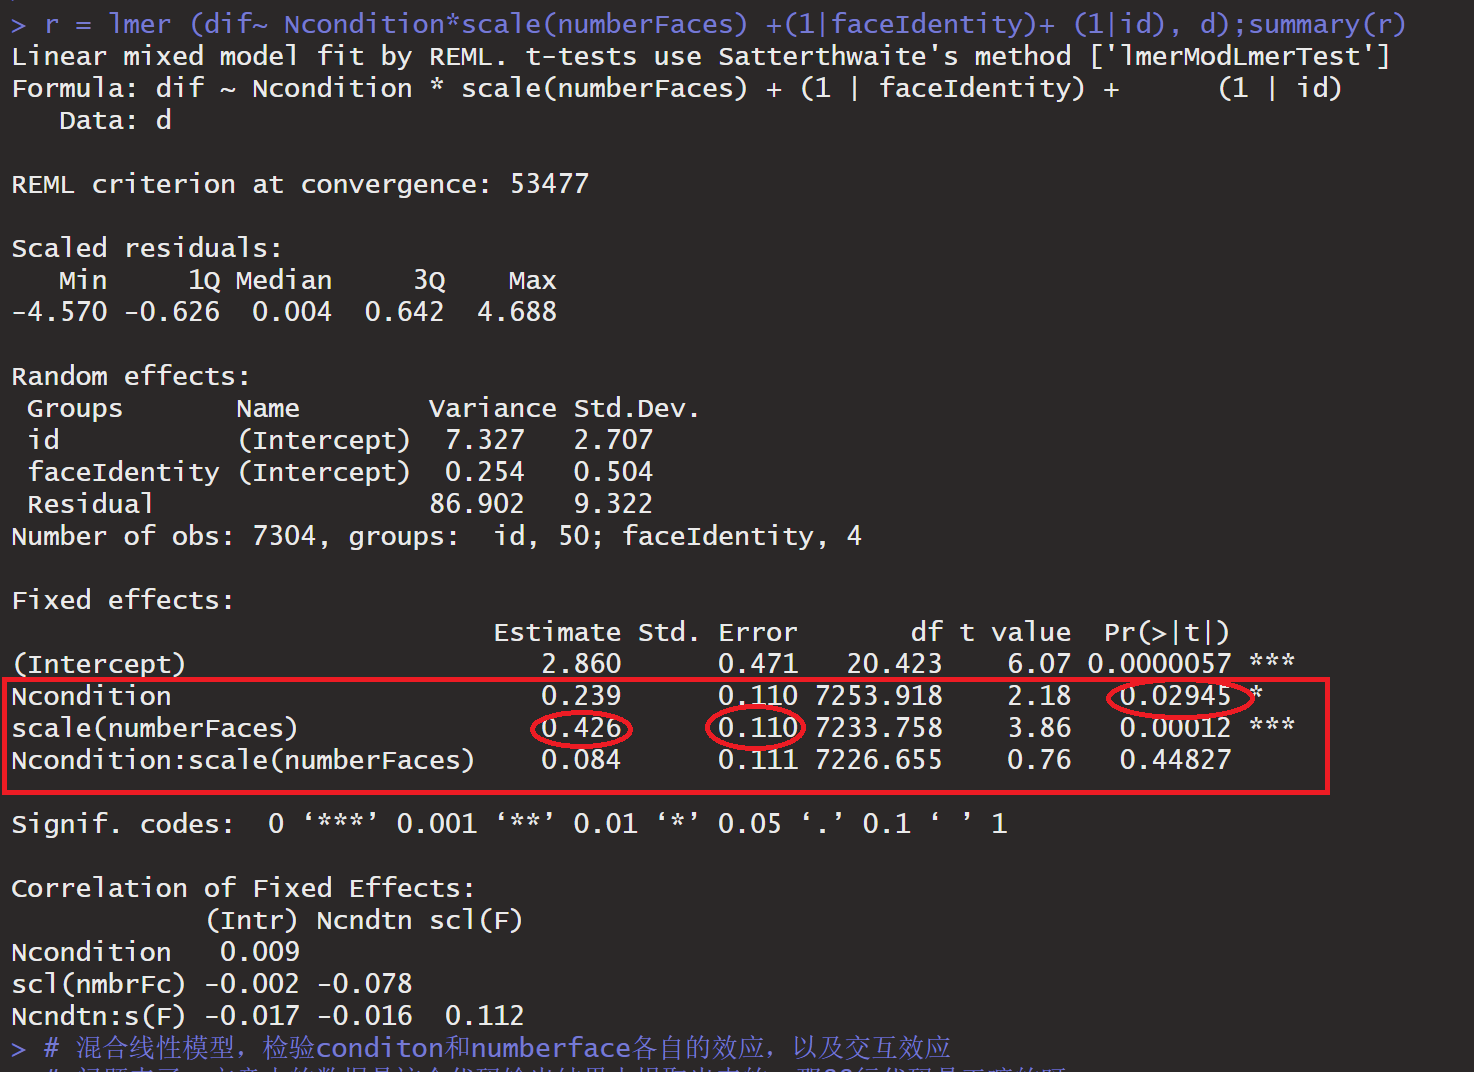 > r = lmer (dif~ Ncondition*scale(numberFaces) +(1|faceIdentity)+ (1|id), d);summary(r)
Linear mixed model fit by REML. t-tests use Satterthwaite's method ['lmerModLmerTest']
Formula: dif ~ Ncondition * scale(numberFaces) + (1 | faceIdentity) +      (1 | id)
   Data: d
REML criterion at convergence: 53477
Scaled residuals:
   Min     1Q Median     3Q    Max
-4.570 -0.626  0.004  0.642  4.688
Random effects:
 Groups       Name        Variance Std.Dev.
 id           (Intercept)  7.327   2.707
 faceIdentity (Intercept)  0.254   0.504
 Residual                 86.902   9.322
Number of obs: 7304, groups:  id, 50; faceIdentity, 4
Fixed effects:
                              Estimate Std. Error       df t value  Pr(>|t|)
(Intercept)                      2.860      0.471   20.423    6.07 0.0000057 ***
Ncondition                       0.239      0.110 7253.918    2.18   0.02945 *
scale(numberFaces)               0.426      0.110 7233.758    3.86   0.00012 ***
Ncondition:scale(numberFaces)    0.084      0.111 7226.655    0.76   0.44827
Signif. codes:  0 ‘***’ 0.001 ‘**’ 0.01 ‘*’ 0.05 ‘.’ 0.1 ‘ ’ 1
Correlation of Fixed Effects:
            (Intr) Ncndtn scl(F)
Ncondition   0.009
scl(nmbrFc) -0.002 -0.078
Ncndtn:s(F) -0.017 -0.016  0.112
> # 混合线性模型，检验conditon和numberface各自的效应，以及交互效应